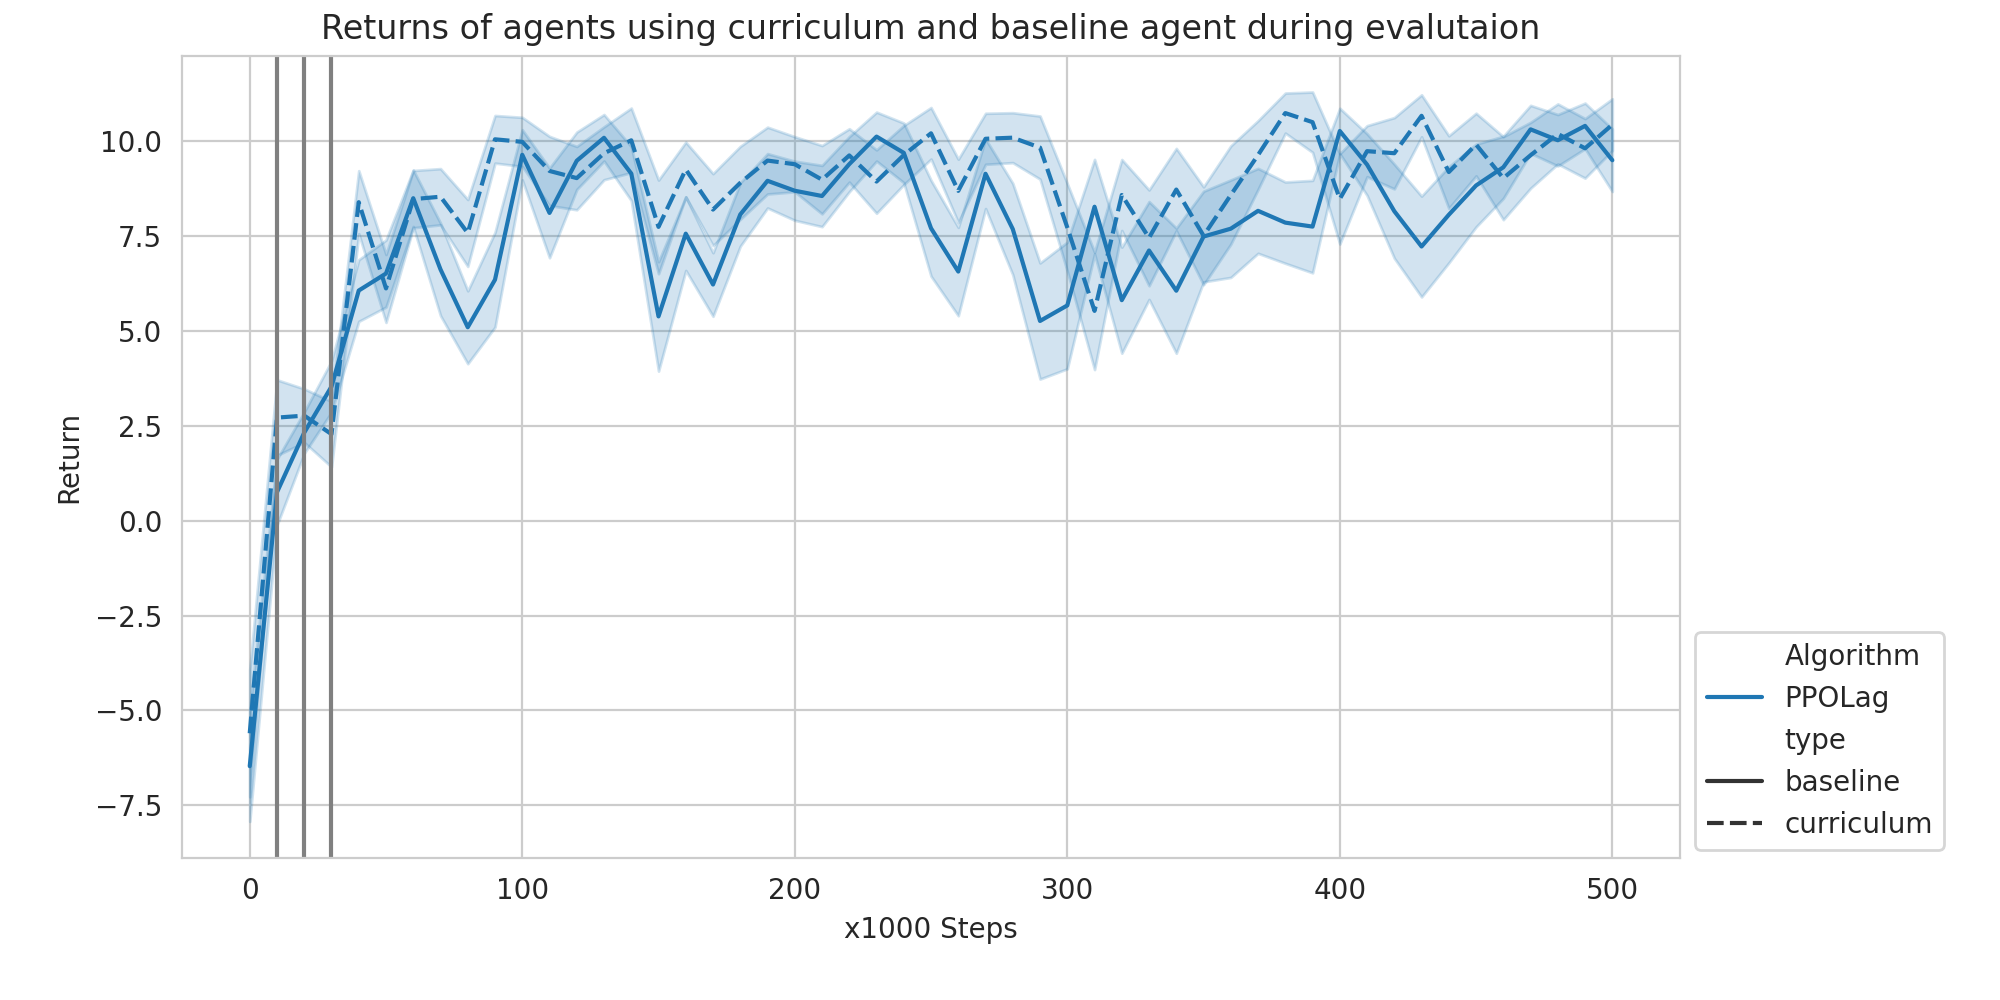 Returns of agents using curriculum and baseline agent during evalutaion
10.0
7.5
5.0
2.5
0.0
−2.5
−5.0
−7.5
Return
0 100 200 300 400 500
x1000 Steps
Algorithm
PPOLag
type
baseline
curriculum